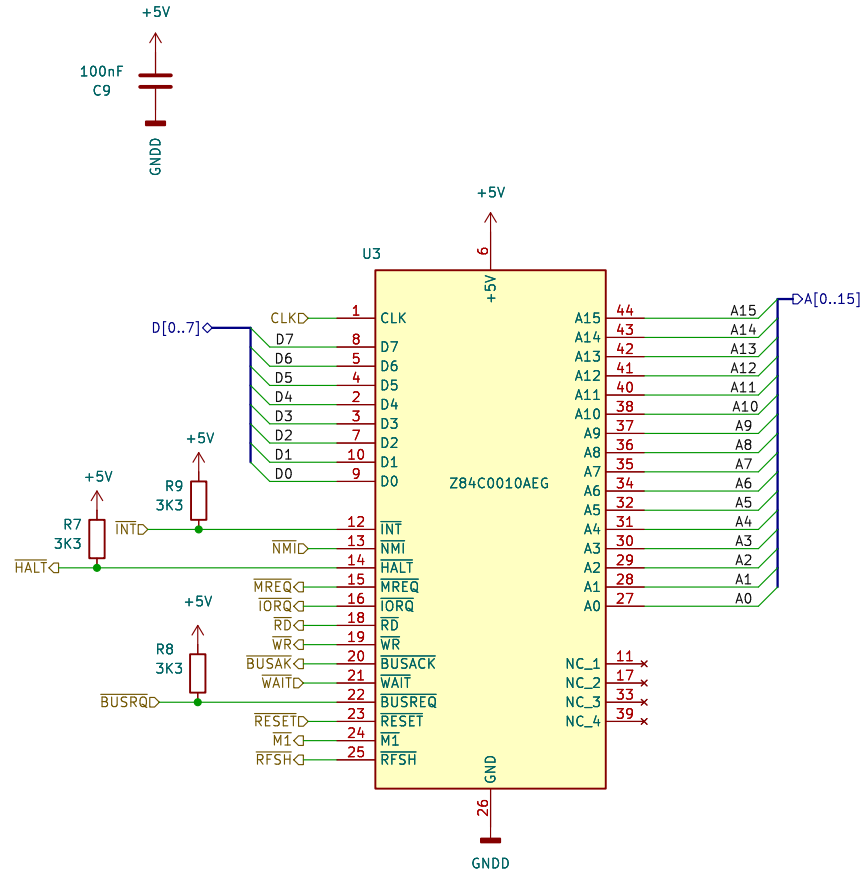 +5V
100nF
C9
GNDD
+5V
6
U3
+5V
CLK 1 CLK
D[0..7]
D7 8 D7
D6 5 D6
D5 4 D5
D4 2 D4
D3 3 D3
D2 7 D2
D1 10 D1
D0 9 D0
+5V
R9
3K3
INT 12 INT
NMI 13 NMI
+5V
R7
3K3
HALT 14 HALT
MREQ 15 MREQ
IORQ 16 IORQ
RD 18 RD
WR 19 WR
BUSAK 20 BUSACK
WAIT 21 WAIT
+5V
R8
3K3
BUSRQ 22 BUSREQ
RESET 23 RESET
M1 24 M1
RFSH 25 RFSH
Z84C0010AEG
A[0..15]
A15 44 A15
A14 43 A14
A13 42 A13
A12 41 A12
A11 40 A11
A10 38 A10
A9 37 A9
A8 36 A8
A7 35 A7
A6 34 A6
A5 32 A5
A4 31 A4
A3 30 A3
A2 29 A2
A1 28 A1
A0 27 A0
NC_1 11
NC_2 17
NC_3 33
NC_4 39
GND
26
GNDD